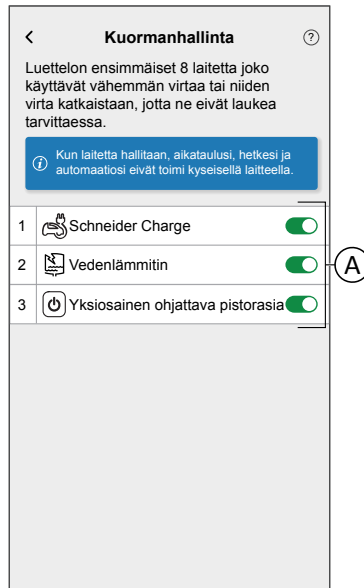 Kuormanhallinta
?
Luettelon ensimmäiset 8 laitetta joko
käyttävät vähemmän virtaa tai niiden
virta katkaistaan, jotta ne eivät laukea
tarvittaessa.
i Kun laitetta hallitaan, aikataulusi, hetkesi ja
automaatiosi eivät toimi kyseisellä laitteella.
1 Schneider Charge
A
2 Vedenlämmitin
3 Yksiosainen ohjattava pistorasia